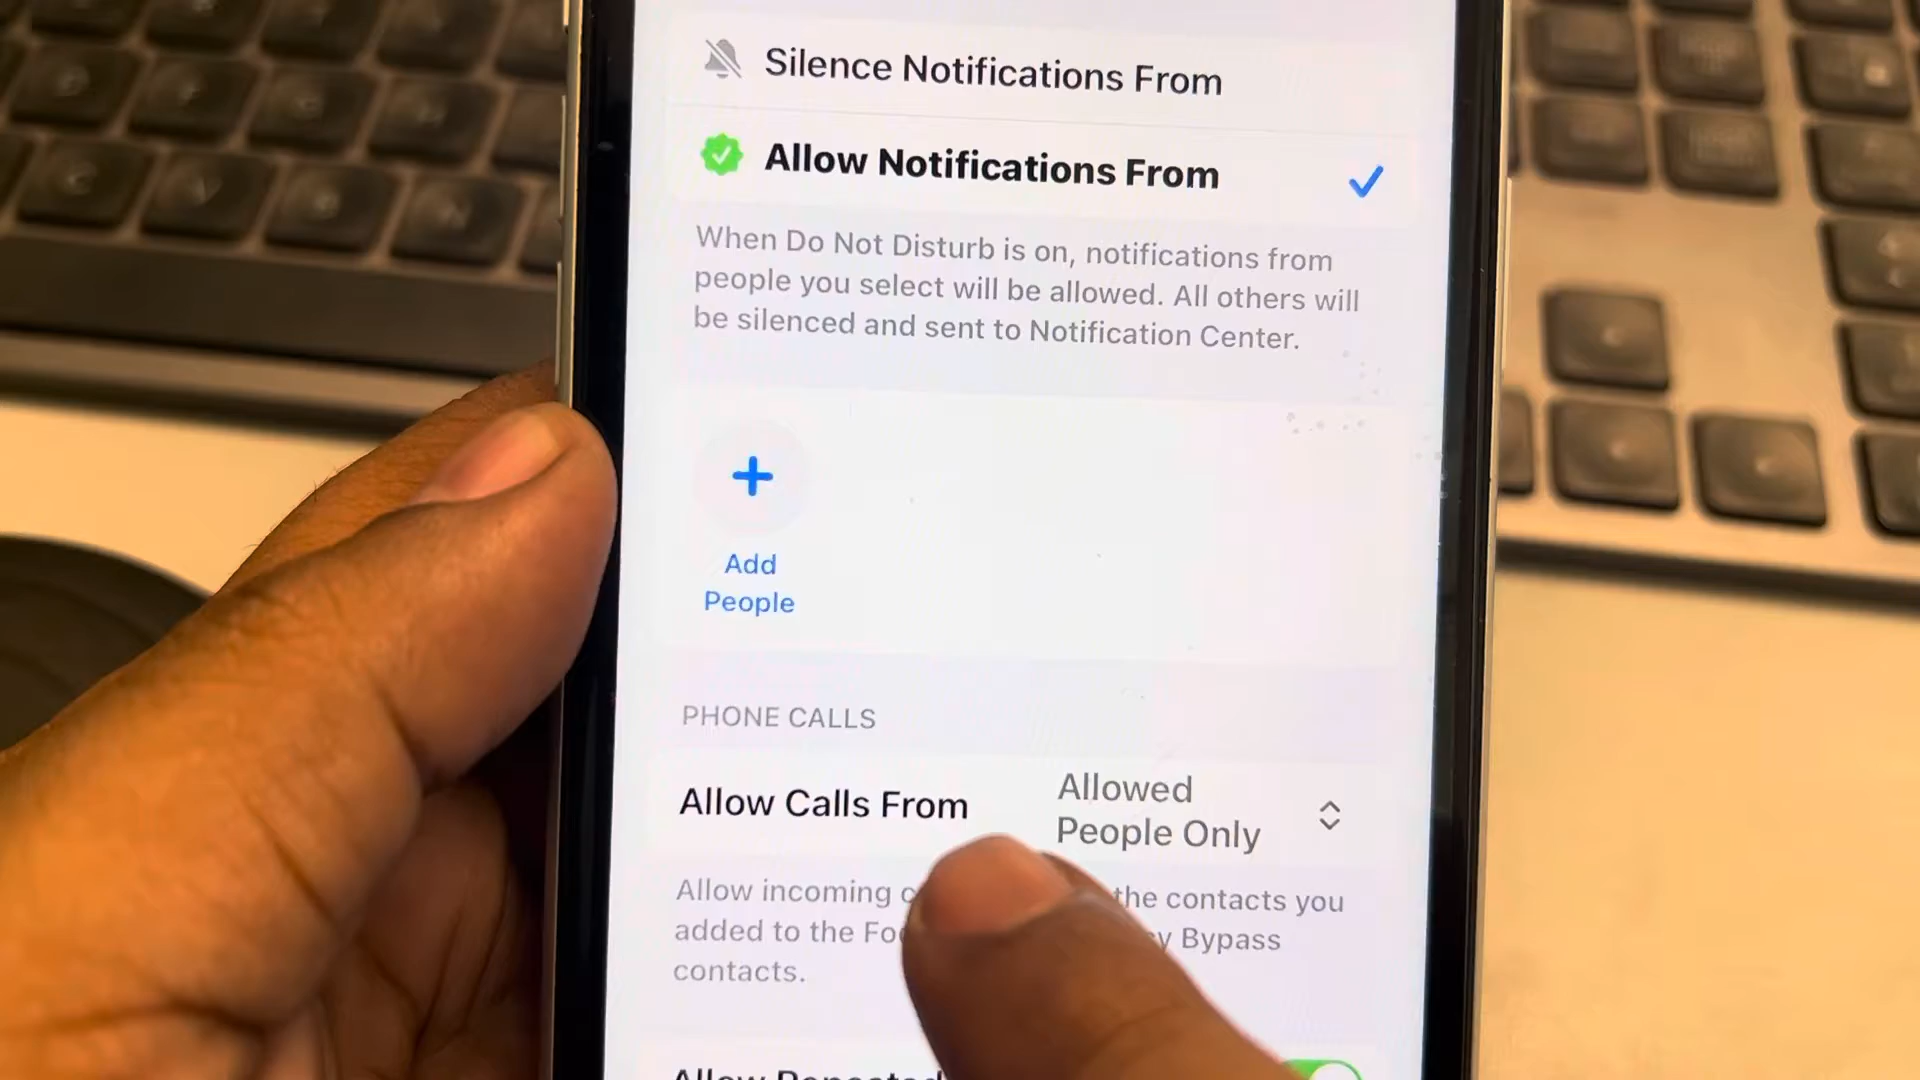 Silence Notifications From
Allow Notifications From
When Do Not Disturb is on, notifications from
people you select will be allowed. All others will
be silenced and sent to Notification Center.
Add
People
PHONE CALLS
Allow Calls From
Allowed
People Only
Allow incoming the contacts you
added to the Bypass
contacts.
Allow